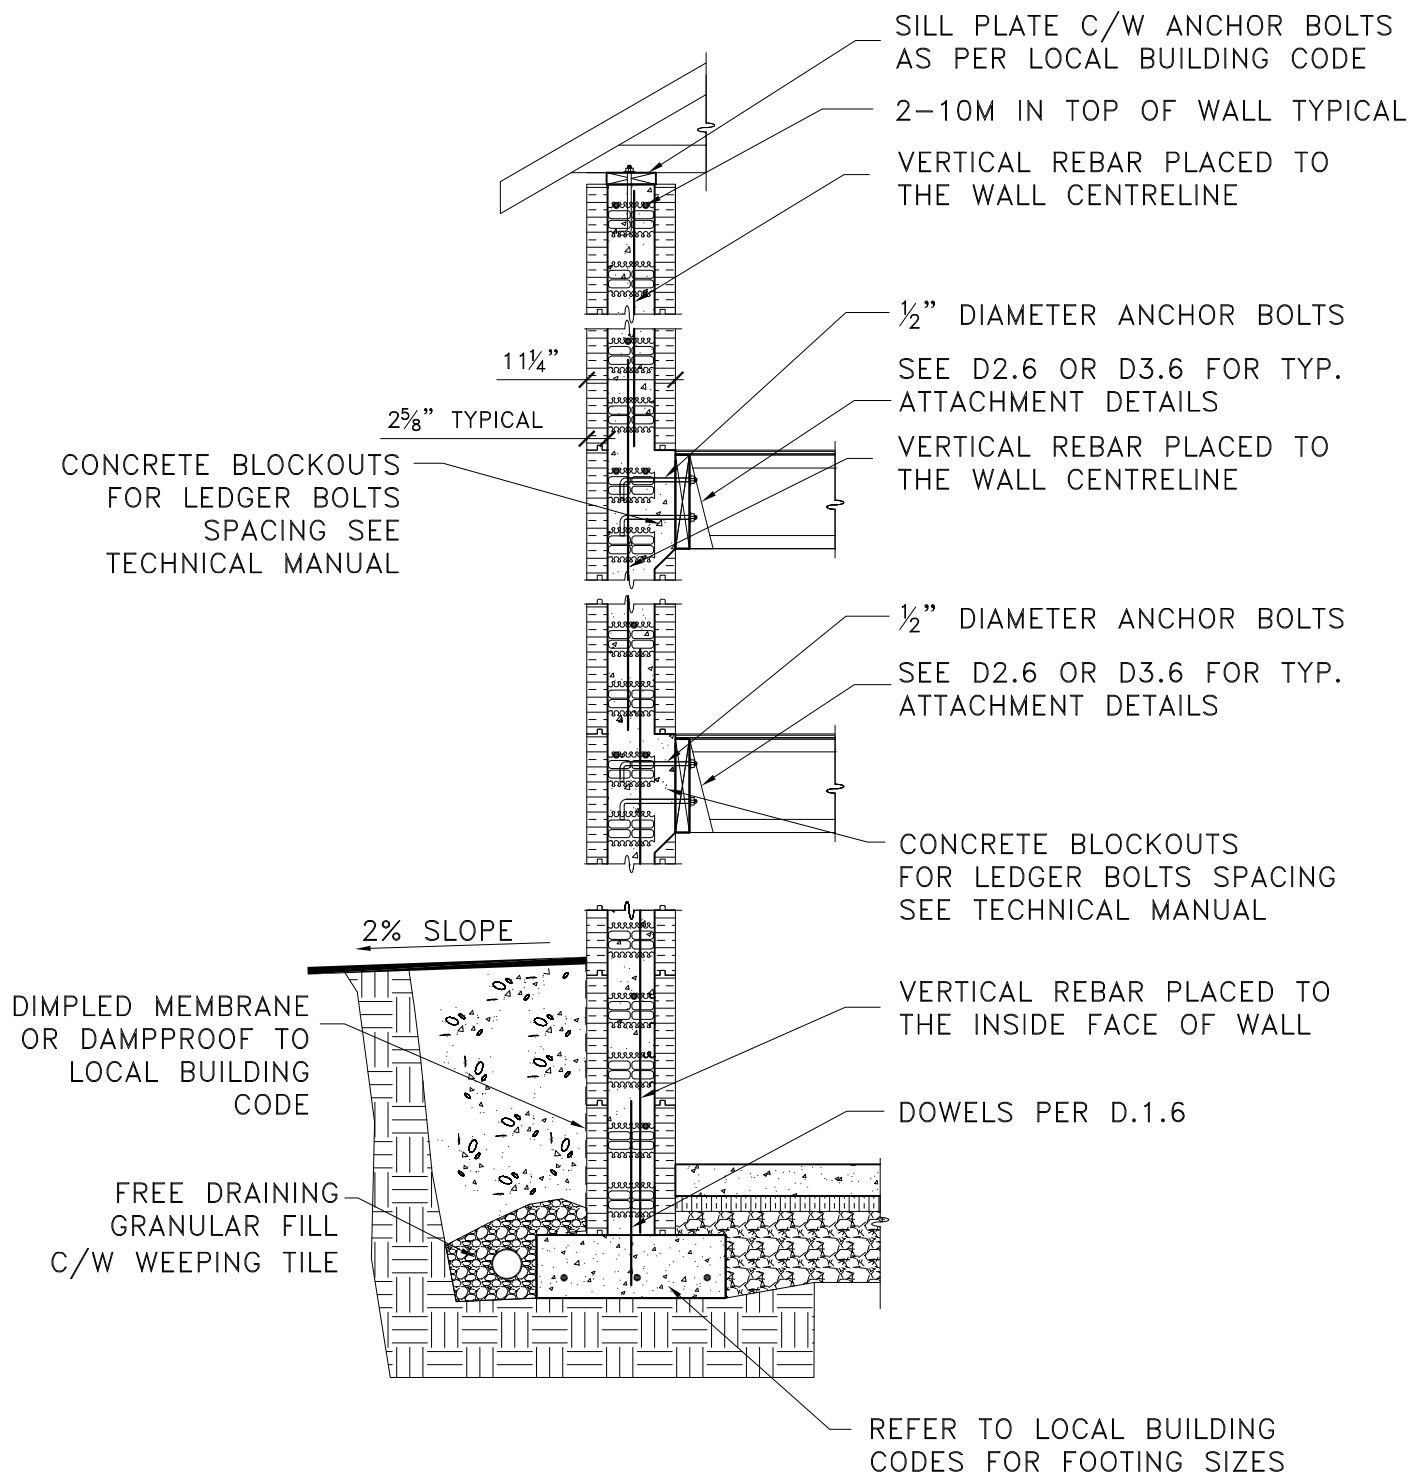 SILL PLATE C/W ANCHOR BOLTS
AS PER LOCAL BUILDING CODE
2-10M IN TOP OF WALL TYPICAL
VERTICAL REBAR PLACED TO
THE WALL CENTRELINE
½" DIAMETER ANCHOR BOLTS
11¼"
SEE D2.6 OR D3.6 FOR TYP.
ATTACHMENT DETAILS
2⅝" TYPICAL
VERTICAL REBAR PLACED TO
THE WALL CENTRELINE
CONCRETE BLOCKOUTS
FOR LEDGER BOLTS
SPACING SEE
TECHNICAL MANUAL
½" DIAMETER ANCHOR BOLTS
SEE D2.6 OR D3.6 FOR TYP.
ATTACHMENT DETAILS
CONCRETE BLOCKOUTS
FOR LEDGER BOLTS SPACING
SEE TECHNICAL MANUAL
2% SLOPE
DIMPLED MEMBRANE
OR DAMPPROOF TO
LOCAL BUILDING
CODE
VERTICAL REBAR PLACED TO
THE INSIDE FACE OF WALL
DOWELS PER D.1.6
FREE DRAINING
GRANULAR FILL
C/W WEEPING TILE
REFER TO LOCAL BUILDING
CODES FOR FOOTING SIZES